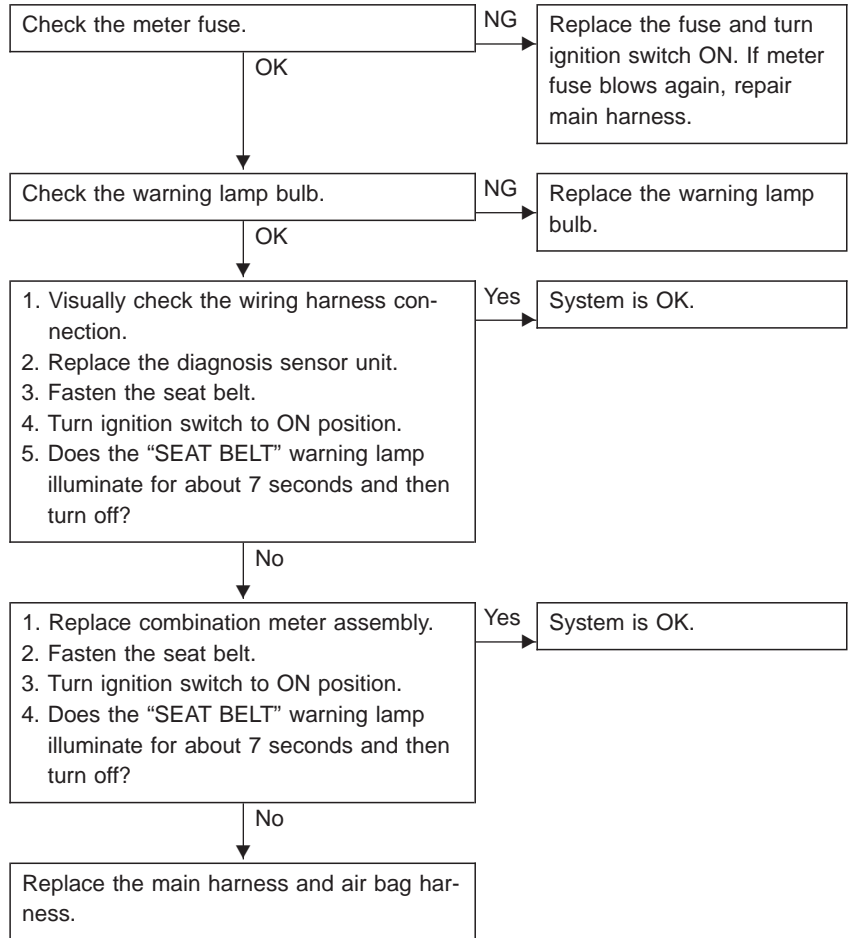 Check the meter fuse.
NG
Replace the fuse and turn
ignition switch ON. If meter
fuse blows again, repair
main harness.
OK
Check the warning lamp bulb.
NG
Replace the warning lamp
bulb.
OK
1. Visually check the wiring harness con-
nection.
2. Replace the diagnosis sensor unit.
3. Fasten the seat belt.
4. Turn ignition switch to ON position.
5. Does the “SEAT BELT” warning lamp
illuminate for about 7 seconds and then
turn off?
Yes
System is OK.
No
1. Replace combination meter assembly.
2. Fasten the seat belt.
3. Turn ignition switch to ON position.
4. Does the “SEAT BELT” warning lamp
illuminate for about 7 seconds and then
turn off?
Yes
System is OK.
No
Replace the main harness and air bag har-
ness.